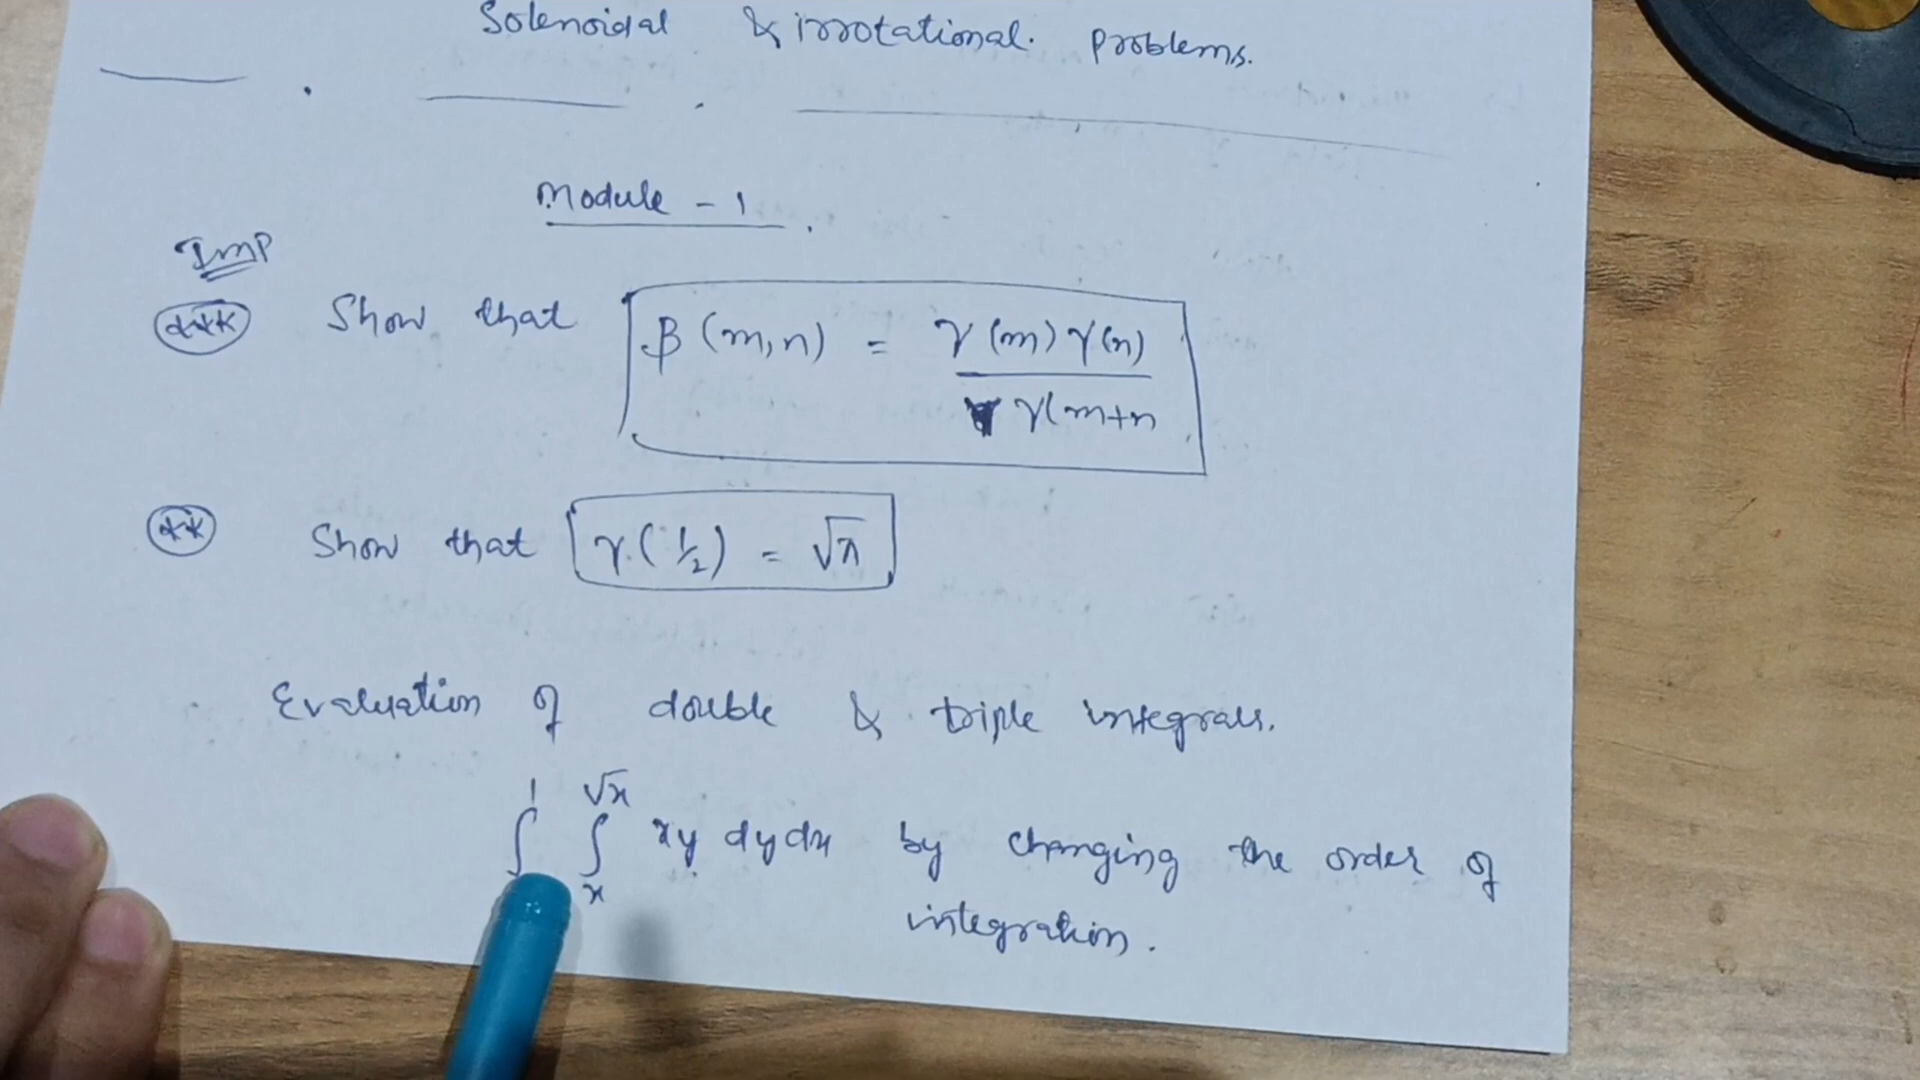 Solenoidal & irrotational. Problems.
Module - 1
Imp
*** Show that β (m,n) = γ(m) γ(n) / γ(m+n
** Show that γ.(1/2) = √π
Evaluation of double & triple integrals.
∫ ¹ ∫ₓ^√x xy dy dx by changing the order of
integration.